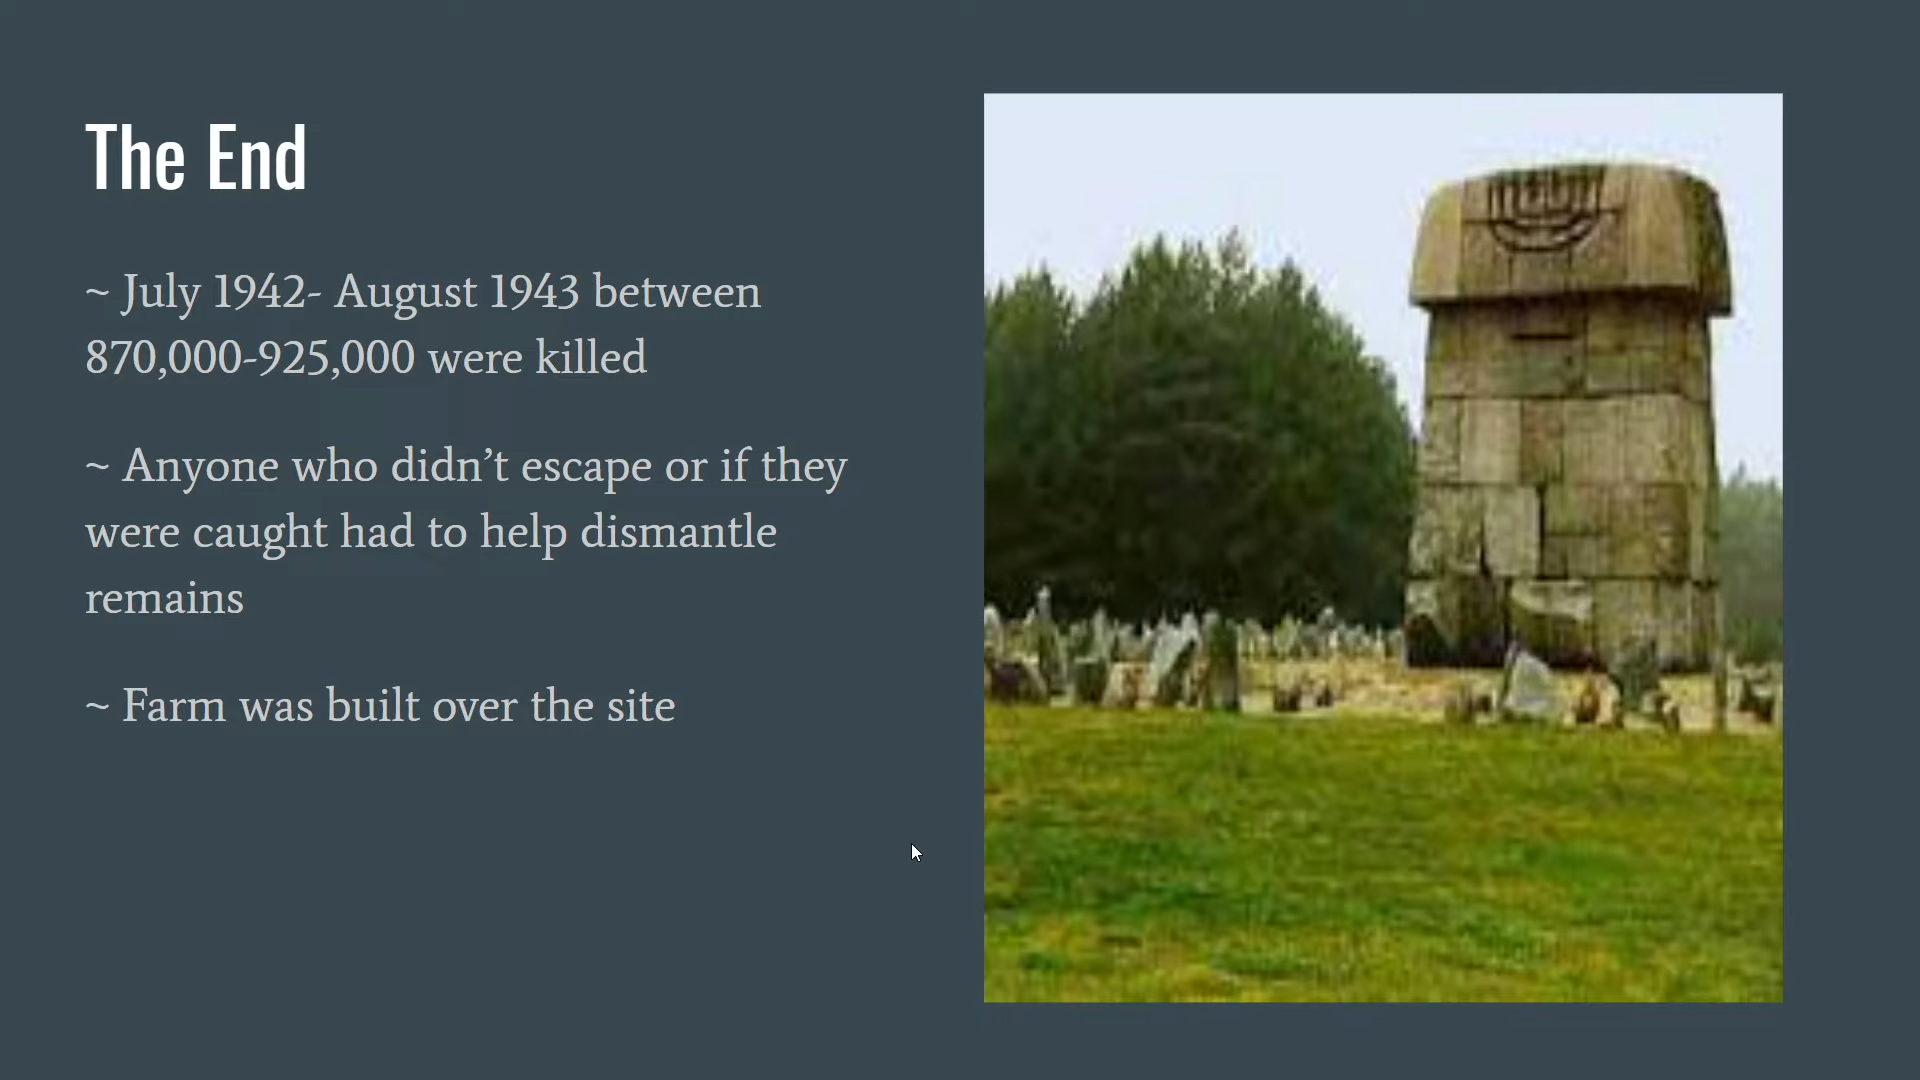 The End
~ July 1942- August 1943 between
870,000-925,000 were killed
~ Anyone who didn’t escape or if they
were caught had to help dismantle
remains
~ Farm was built over the site